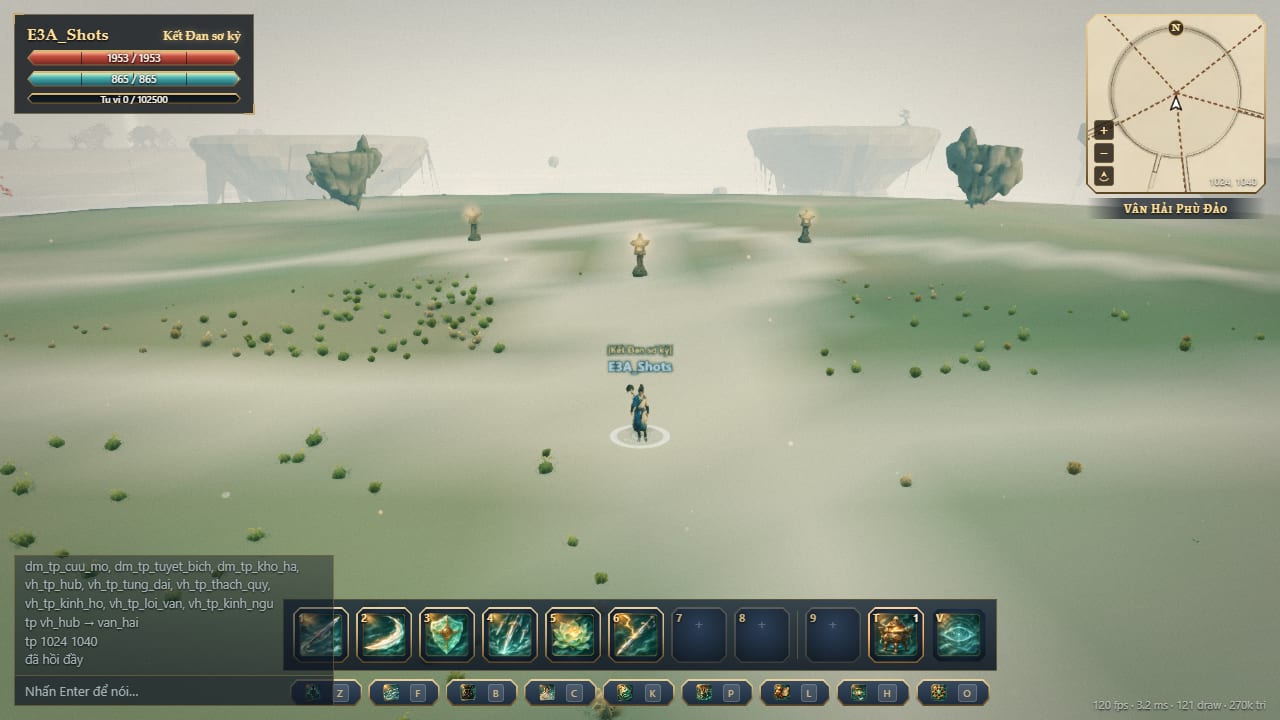 E3A_Shots Kết Đan sơ kỳ
1953 / 1953
865 / 865
Tu vi 0 / 102500
N
+
−
1024, 1040
Vân Hải Phù Đảo
[Kết Đan sơ kỳ]
E3A_Shots
dm_tp_cuu_mo, dm_tp_tuyet_bich, dm_tp_kho_ha,
vh_tp_hub, vh_tp_tung_dai, vh_tp_thach_quy,
vh_tp_kinh_ho, vh_tp_loi_van, vh_tp_kinh_ngu
tp vh_hub → van_hai
tp 1024 1040
đã hồi đầy
Nhấn Enter để nói...
1 2 3 4 5 6 7 + 8 + 9 + T 1 V
Z F B C K P L H O
120 fps · 3.2 ms · 121 draw · 270k tri